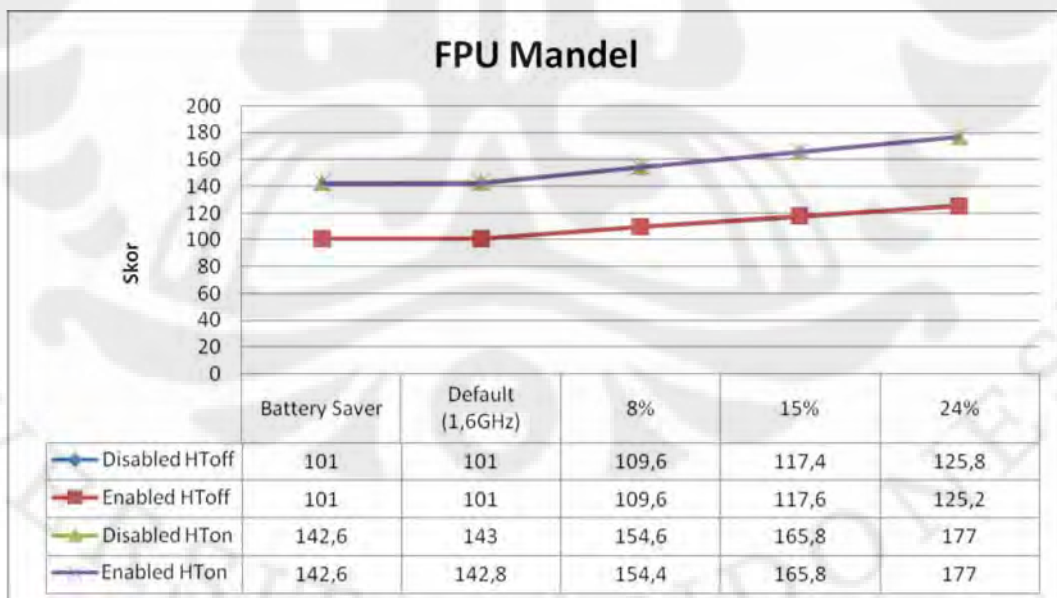 FPU Mandel
Skor
200
180
160
140
120
100
80
60
40
20
0
Battery Saver Default (1,6GHz) 8% 15% 24%
Disabled HToff 101 101 109,6 117,4 125,8
Enabled HToff 101 101 109,6 117,6 125,2
Disabled HTon 142,6 143 154,6 165,8 177
Enabled HTon 142,6 142,8 154,4 165,8 177